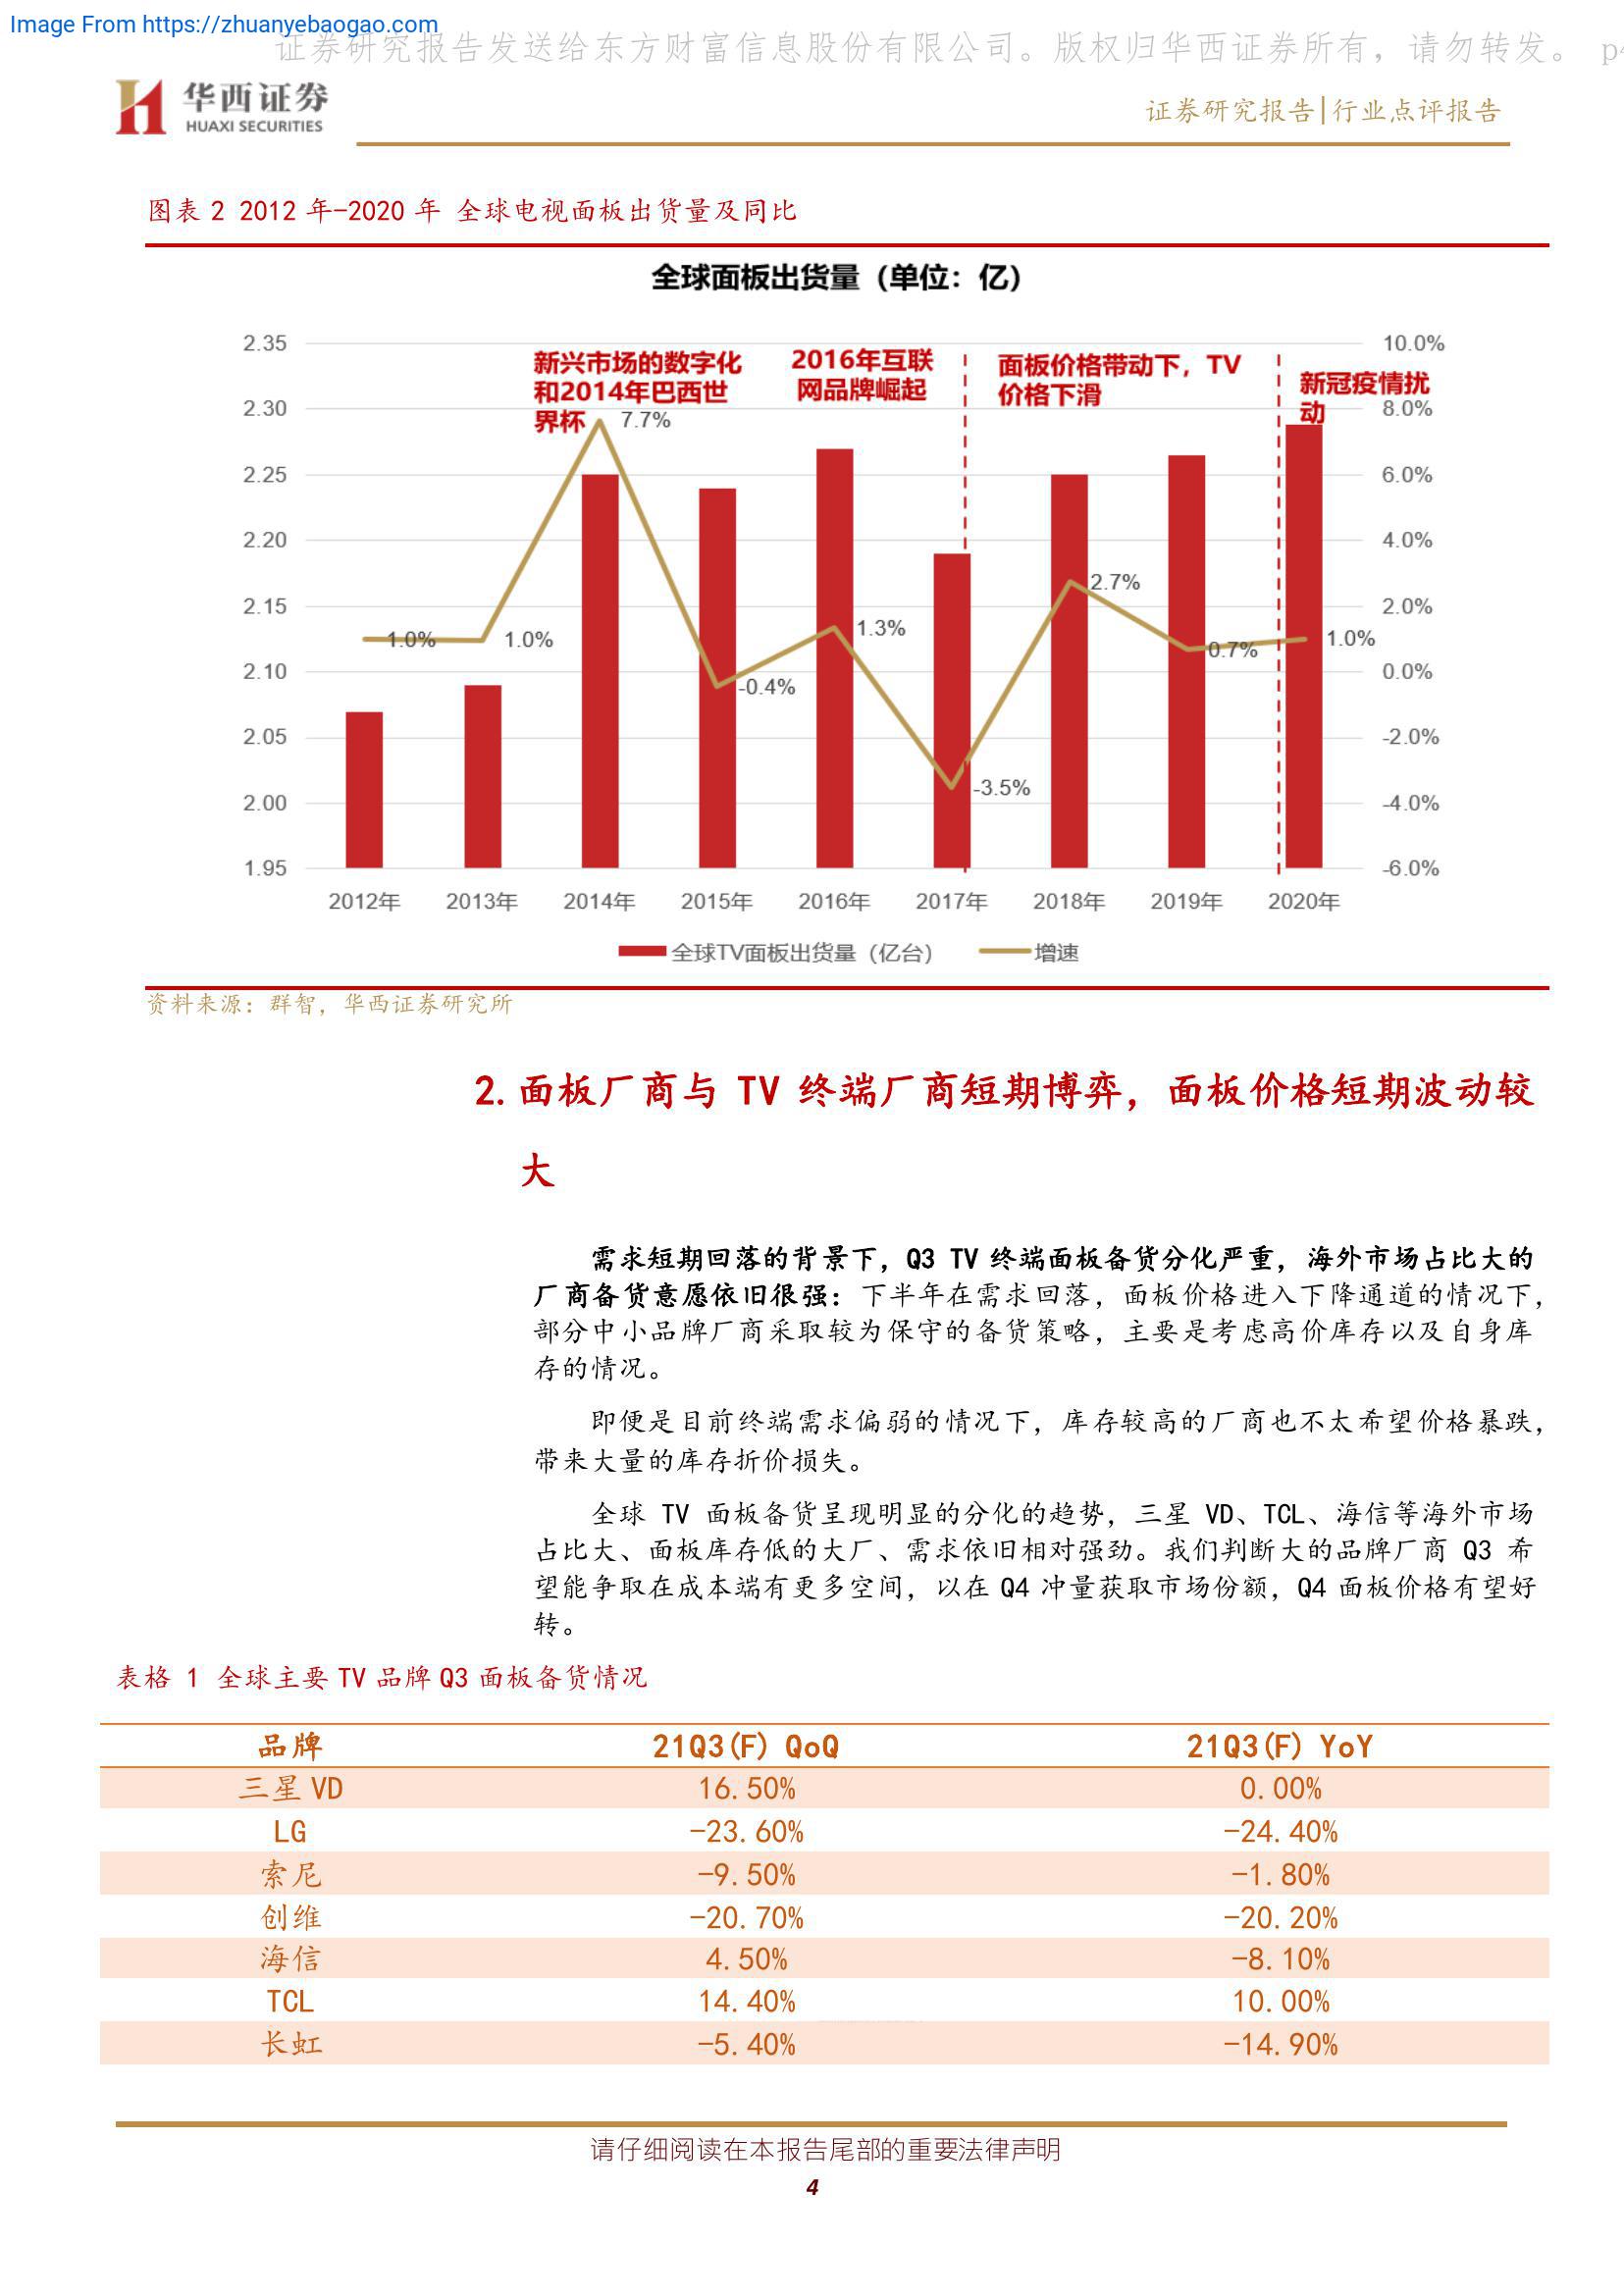 Image From https://zhuanyebaogao.com
证券研究报告发送给东方财富信息股份有限公司。版权归华西证券所有，请勿转发。 p4
华西证券
HUAXI SECURITIES
证券研究报告|行业点评报告
图表 2 2012 年-2020 年 全球电视面板出货量及同比
全球面板出货量（单位：亿）
2.35
2.30
2.25
2.20
2.15
2.10
2.05
2.00
1.95
10.0%
8.0%
6.0%
4.0%
2.0%
0.0%
-2.0%
-4.0%
-6.0%
新兴市场的数字化
和2014年巴西世
界杯
2016年互联
网品牌崛起
面板价格带动下，TV
价格下滑
新冠疫情扰
动
1.0%
1.0%
7.7%
-0.4%
1.3%
-3.5%
2.7%
0.7%
1.0%
2012年 2013年 2014年 2015年 2016年 2017年 2018年 2019年 2020年
全球TV面板出货量（亿台） 增速
资料来源：群智，华西证券研究所
2. 面板厂商与 TV 终端厂商短期博弈，面板价格短期波动较
大
需求短期回落的背景下，Q3 TV 终端面板备货分化严重，海外市场占比大的
厂商备货意愿依旧很强：下半年在需求回落，面板价格进入下降通道的情况下，
部分中小品牌厂商采取较为保守的备货策略，主要是考虑高价库存以及自身库
存的情况。
即便是目前终端需求偏弱的情况下，库存较高的厂商也不太希望价格暴跌，
带来大量的库存折价损失。
全球 TV 面板备货呈现明显的分化的趋势，三星 VD、TCL、海信等海外市场
占比大、面板库存低的大厂、需求依旧相对强劲。我们判断大的品牌厂商 Q3 希
望能争取在成本端有更多空间，以在 Q4 冲量获取市场份额，Q4 面板价格有望好
转。
表格 1 全球主要 TV 品牌 Q3 面板备货情况
品牌 21Q3(F) QoQ 21Q3(F) YoY
三星 VD 16.50% 0.00%
LG -23.60% -24.40%
索尼 -9.50% -1.80%
创维 -20.70% -20.20%
海信 4.50% -8.10%
TCL 14.40% 10.00%
长虹 -5.40% -14.90%
请仔细阅读在本报告尾部的重要法律声明
4